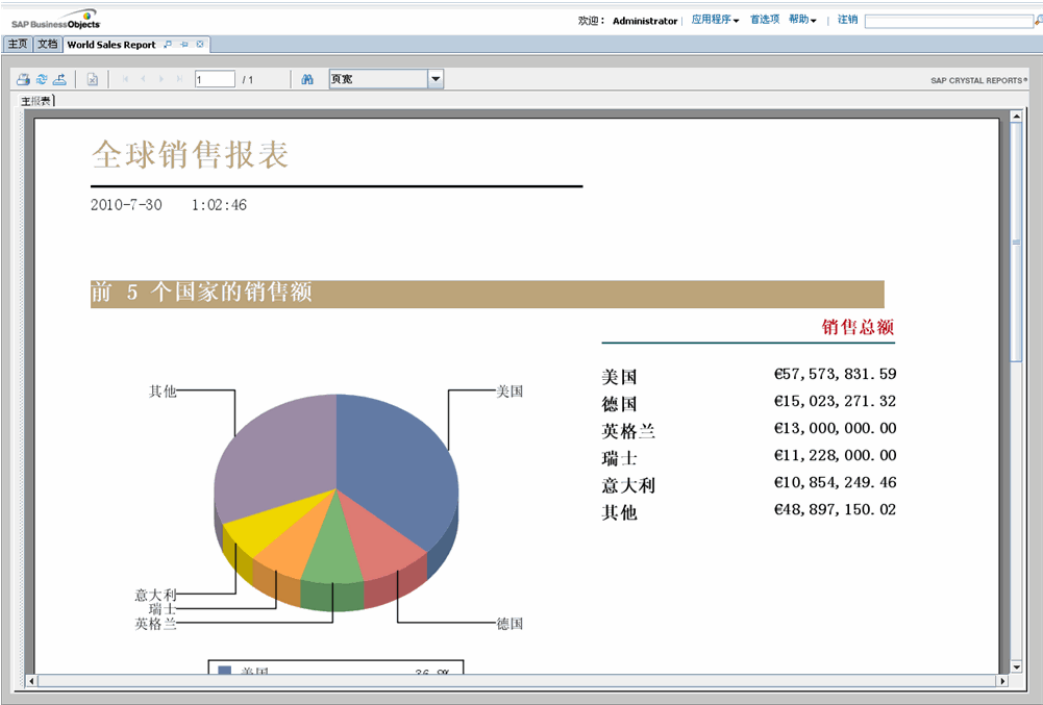 SAP BusinessObjects
欢迎： Administrator | 应用程序 首选项 帮助 | 注销
主页 文档 World Sales Report
1 / 1 页宽 SAP CRYSTAL REPORTS®
主报表
全球销售报表
2010-7-30 1:02:46
前 5 个国家的销售额
销售总额
美国 €57,573,831.59
德国 €15,023,271.32
英格兰 €13,000,000.00
瑞士 €11,228,000.00
意大利 €10,854,249.46
其他 €48,897,150.02
其他 美国
意大利
瑞士
英格兰 德国
美国